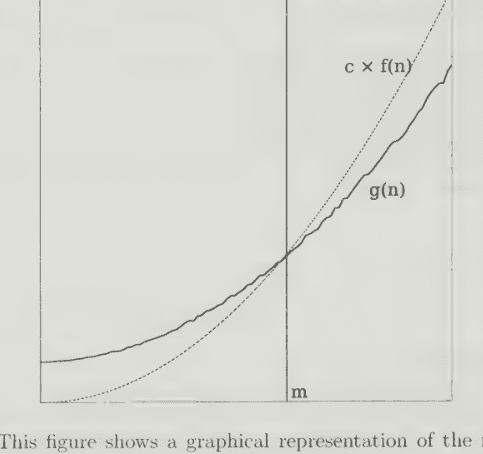 c × f(n)
g(n)
m
This figure shows a graphical representation of the